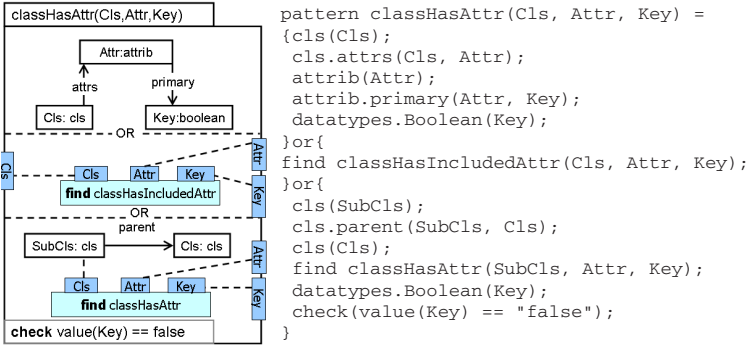 classHasAttr(Cls,Attr,Key)
Attr:attrib
attrs
primary
Cls: cls
Key:boolean
OR
Cls
Attr
Cls
Attr
Key
find classHasIncludedAttr
Key
OR
parent
SubCls: cls
Cls: cls
Attr
Cls
Attr
Key
find classHasAttr
Key
check value(Key) == false
pattern classHasAttr(Cls, Attr, Key) =
{cls(Cls);
cls.attrs(Cls, Attr);
attrib(Attr);
attrib.primary(Attr, Key);
datatypes.Boolean(Key);
}or{
find classHasIncludedAttr(Cls, Attr, Key);
}or{
cls(SubCls);
cls.parent(SubCls, Cls);
cls(Cls);
find classHasAttr(SubCls, Attr, Key);
datatypes.Boolean(Key);
check(value(Key) == "false");
}